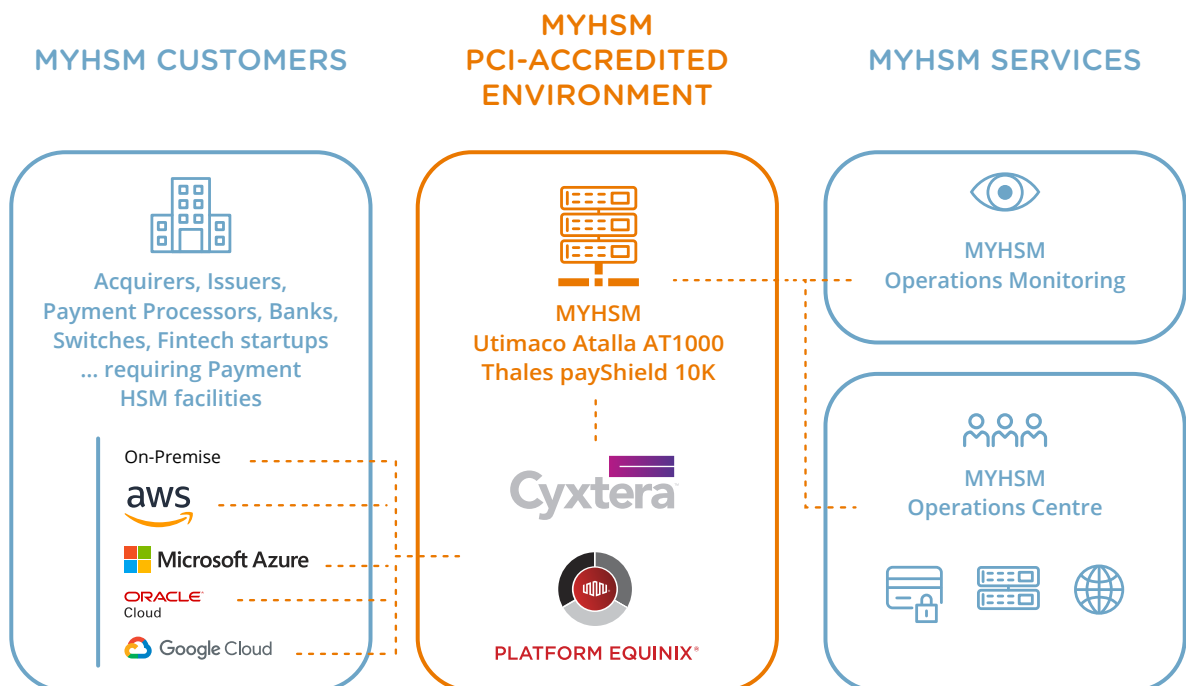 MYHSM CUSTOMERS
MYHSM
PCI-ACCREDITED
ENVIRONMENT
MYHSM SERVICES
Acquirers, Issuers,
Payment Processors, Banks,
Switches, Fintech startups
... requiring Payment
HSM facilities
On-Premise
aws
Microsoft Azure
ORACLE
Cloud
Google Cloud
MYHSM
Utimaco Atalla AT1000
Thales payShield 10K
Cyxtera™
PLATFORM EQUINIX®
MYHSM
Operations Monitoring
MYHSM
Operations Centre